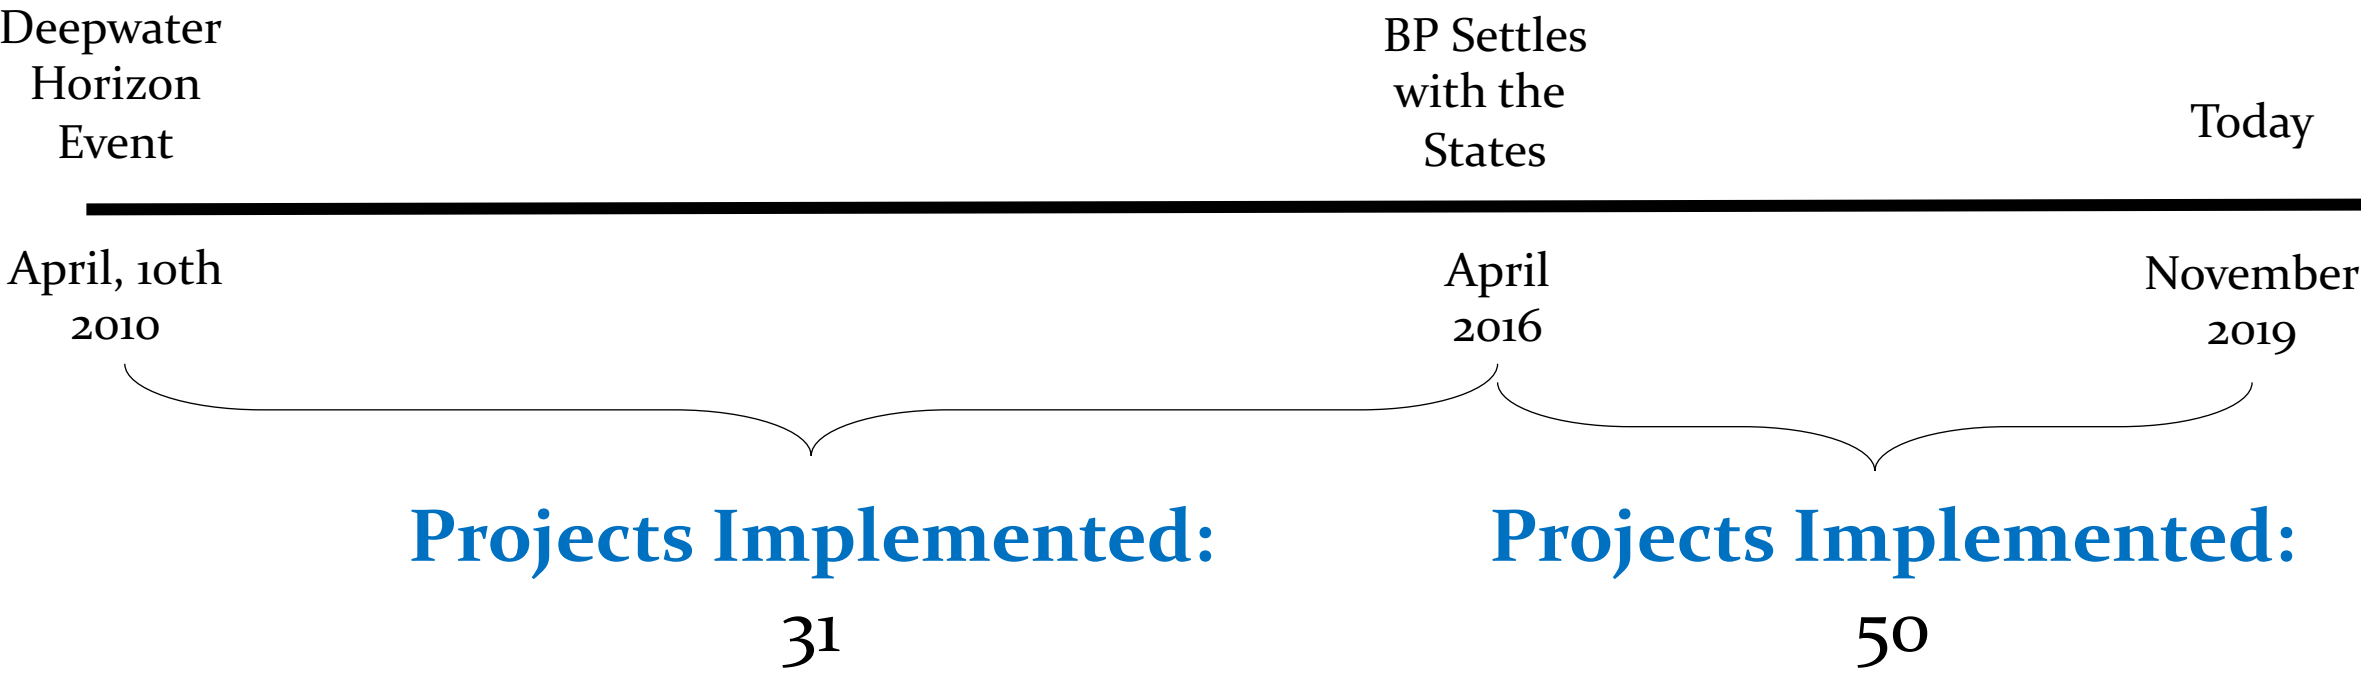 Deepwater
Horizon
Event
BP Settles
with the
States
Today
April, 10th
2010
April
2016
November
2019
Projects Implemented:
31
Projects Implemented:
50